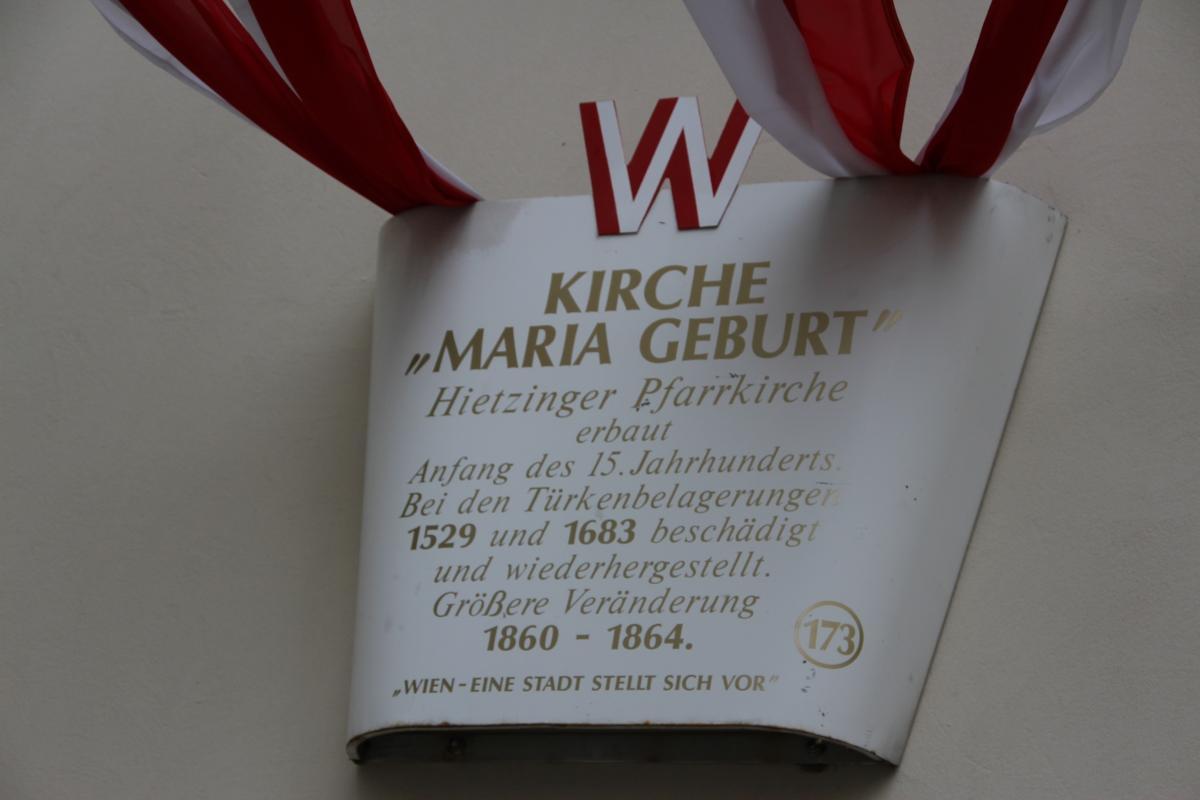 W
KIRCHE
„MARIA GEBURT”
Hietzinger Pfarrkirche
erbaut
Anfang des 15. Jahrhunderts.
Bei den Türkenbelagerungen
1529 und 1683 beschädigt
und wiederhergestellt.
Größere Veränderung
1860 - 1864.
173
„WIEN - EINE STADT STELLT SICH VOR”